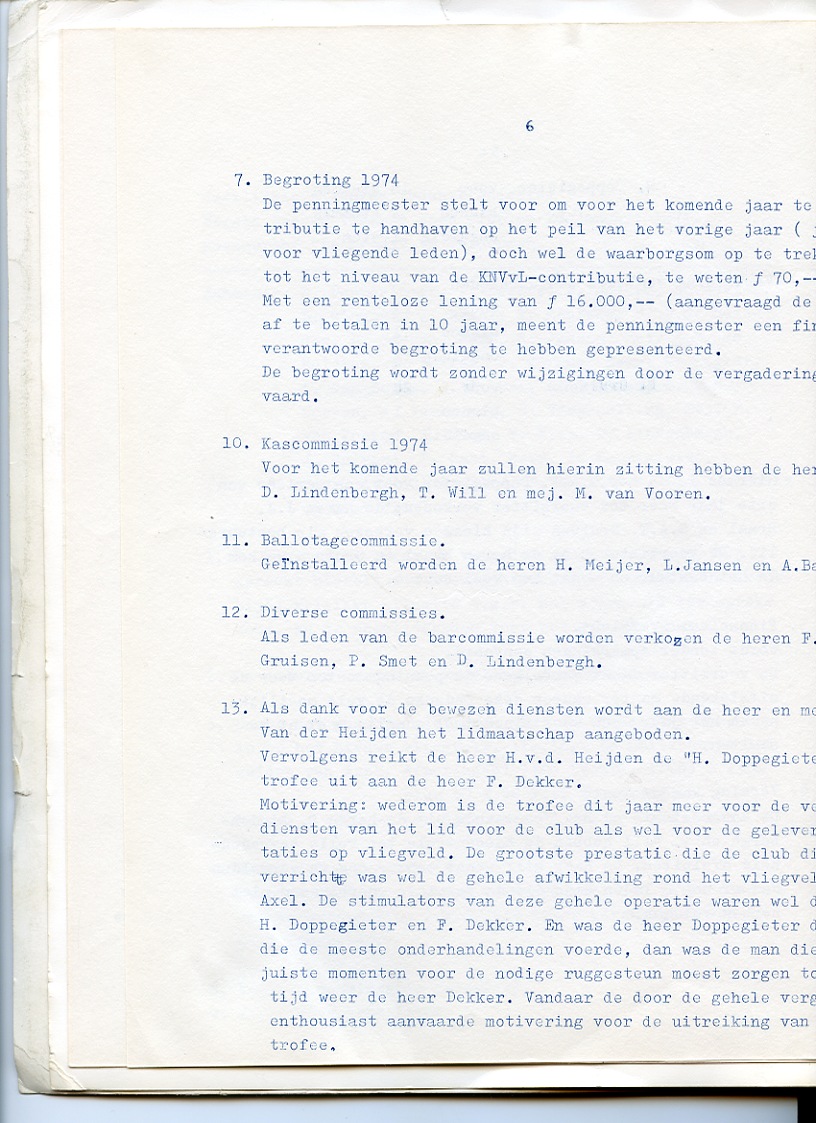 6
7. Begroting 1974
De penningmeester stelt voor om voor het komende jaar te
tributie te handhaven op het peil van het vorige jaar (
voor vliegende leden), doch wel de waarborgsom op te trek
tot het niveau van de KNVvL-contributie, te weten ƒ 70,--
Met een renteloze lening van ƒ 16.000,-- (aangevraagd de
af te betalen in 10 jaar, meent de penningmeester een fin
verantwoorde begroting te hebben gepresenteerd.
De begroting wordt zonder wijzigingen door de vergadering
vaard.
10. Kascommissie 1974
Voor het komende jaar zullen hierin zitting hebben de her
D. Lindenbergh, T. Will en mej. M. van Vooren.
11. Ballotagecommissie.
GeÏnstalleerd worden de heren H. Meijer, L.Jansen en A.Ba
12. Diverse commissies.
Als leden van de barcommissie worden verkogen de heren F.
Gruisen, P. Smet en D. Lindenbergh.
13. Als dank voor de bewezen diensten wordt aan de heer en me
Van der Heijden het lidmaatschap aangeboden.
Vervolgens reikt de heer H.v.d. Heijden de "H. Doppegiete
trofee uit aan de heer F. Dekker.
Motivering: wederom is de trofee dit jaar meer voor de ve
diensten van het lid voor de club als wel voor de gelever
taties op vliegveld. De grootste prestatie die de club di
verrichtte was wel de gehele afwikkeling rond het vliegvel
Axel. De stimulators van deze gehele operatie waren wel d
H. Doppegieter en F. Dekker. En was de heer Doppegieter d
die de meeste onderhandelingen voerde, dan was de man die
juiste momenten voor de nodige ruggesteun moest zorgen to
tijd weer de heer Dekker. Vandaar de door de gehele verg
enthousiast aanvaarde motivering voor de uitreiking van
trofee.